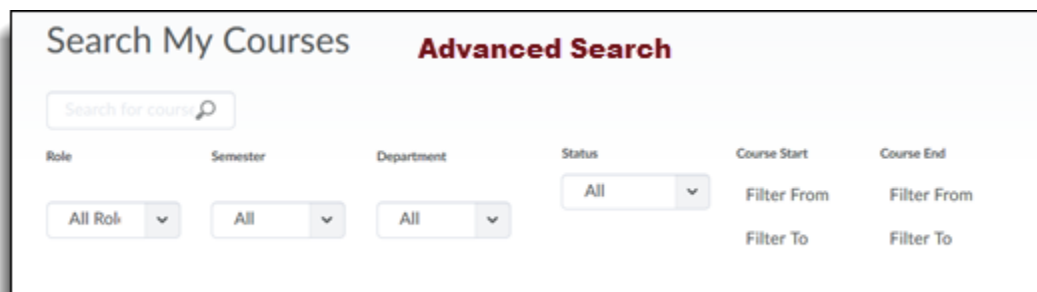 Search My Courses Advanced Search
Search for course
Role Semester Department Status Course Start Course End
All Filter From Filter From
All Role All All
Filter To Filter To